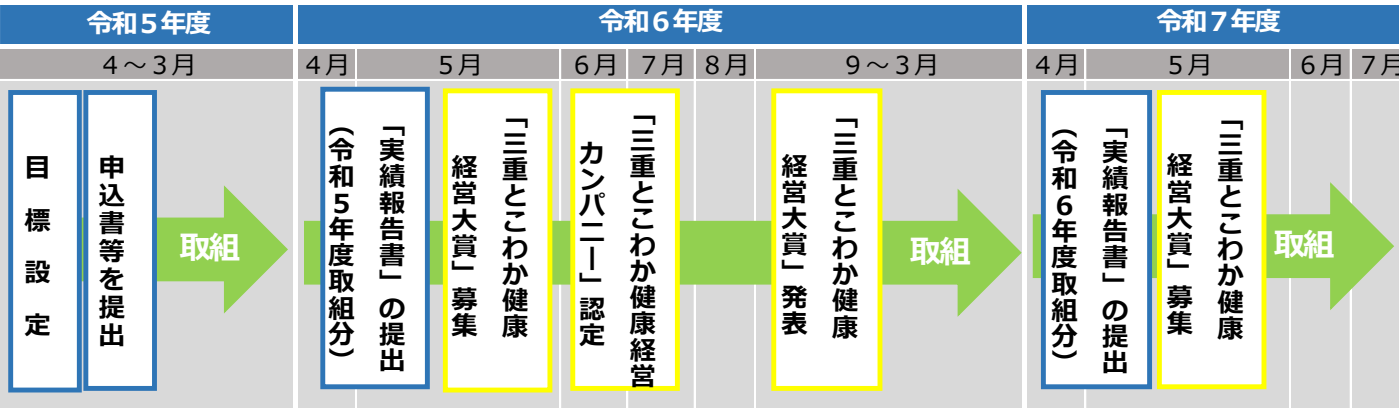 令和５年度
令和６年度
令和７年度
４～３月
４月
５月
６月
７月
８月
９～３月
４月
５月
６月
７月
目標設定
申込書等を提出
取組
「実績報告書」の提出
（令和５年度取組分）
「三重とこわか健康
経営大賞」募集
「三重とこわか健康経営
カンパニー」認定
「三重とこわか健康
経営大賞」発表
取組
「実績報告書」の提出
（令和６年度取組分）
「三重とこわか健康
経営大賞」募集
取組